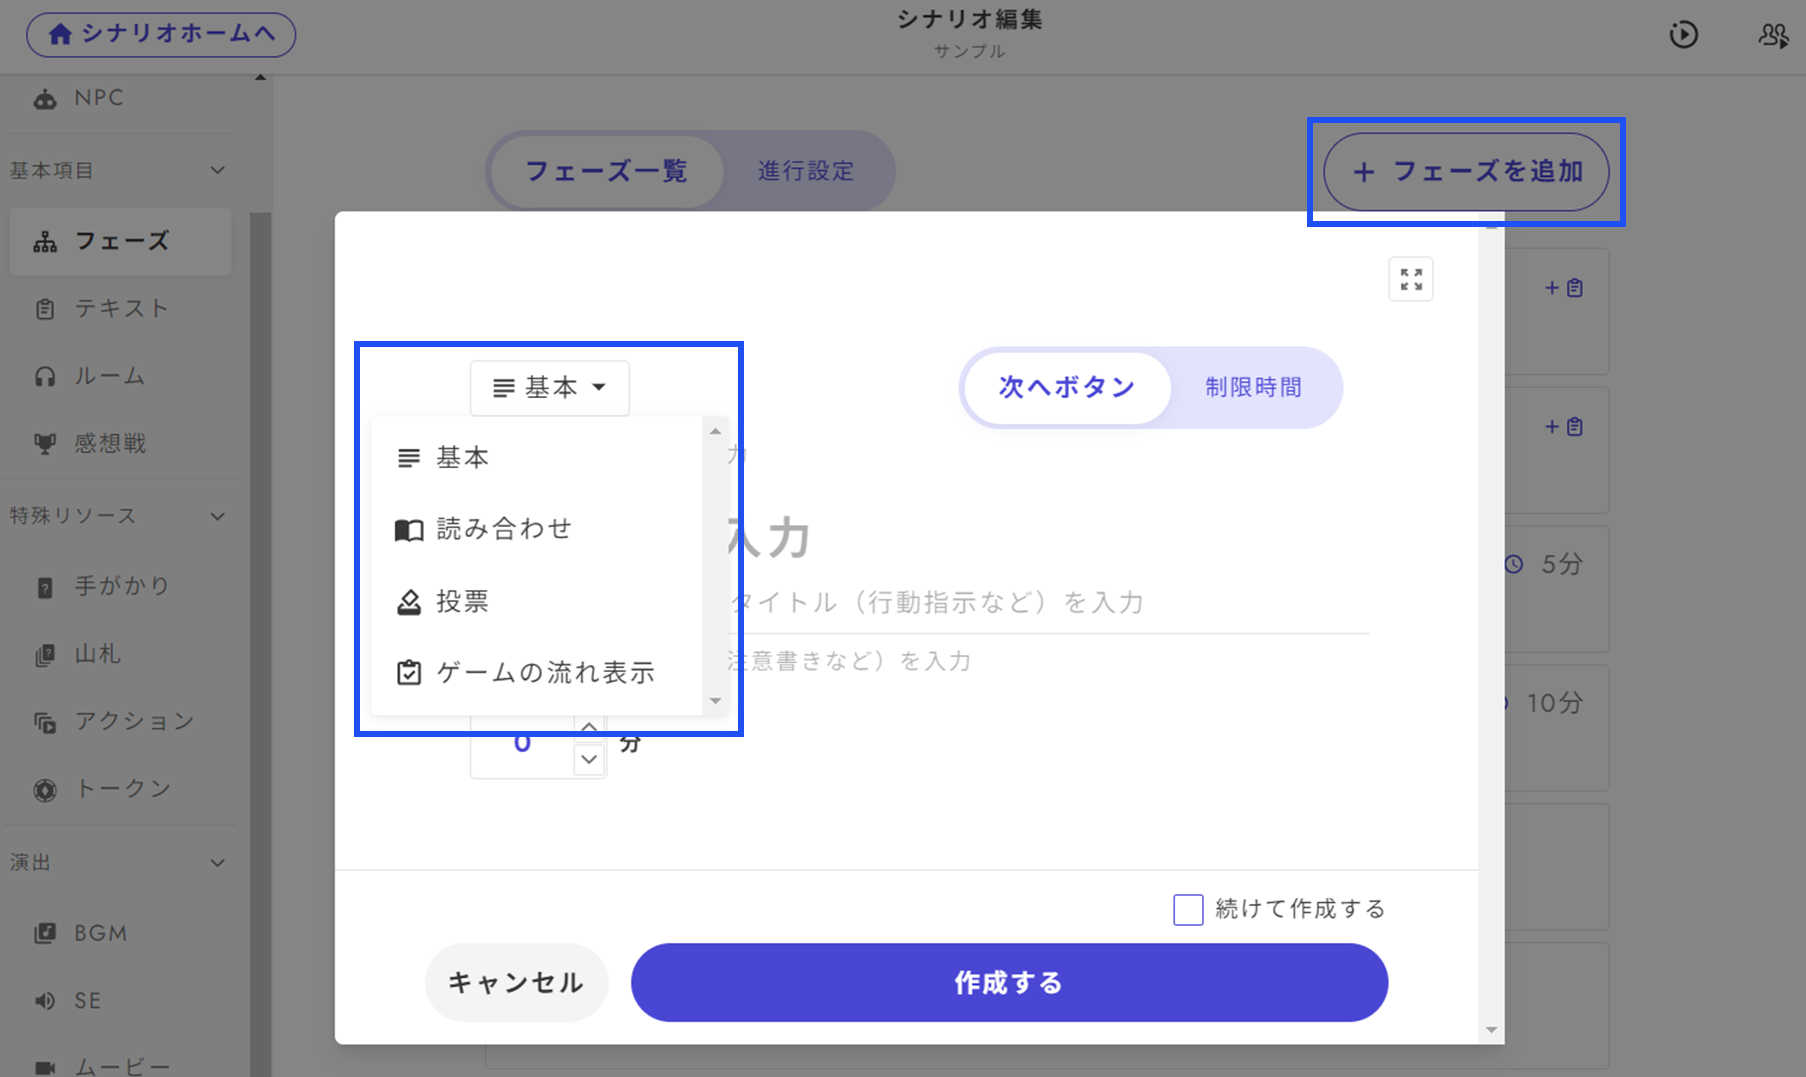 シナリオホームへ
シナリオ編集
サンプル
NPC
基本項目
フェーズ
テキスト
ルーム
感想戦
特殊リソース
手がかり
山札
アクション
トークン
演出
BGM
SE
ムービー
フェーズ一覧
進行設定
+ フェーズを追加
基本
基本
読み合わせ
投票
ゲームの流れ表示
次へボタン
制限時間
力
入力
タイトル（行動指示など）を入力
注意書きなど）を入力
0
分
5分
10分
続けて作成する
キャンセル
作成する